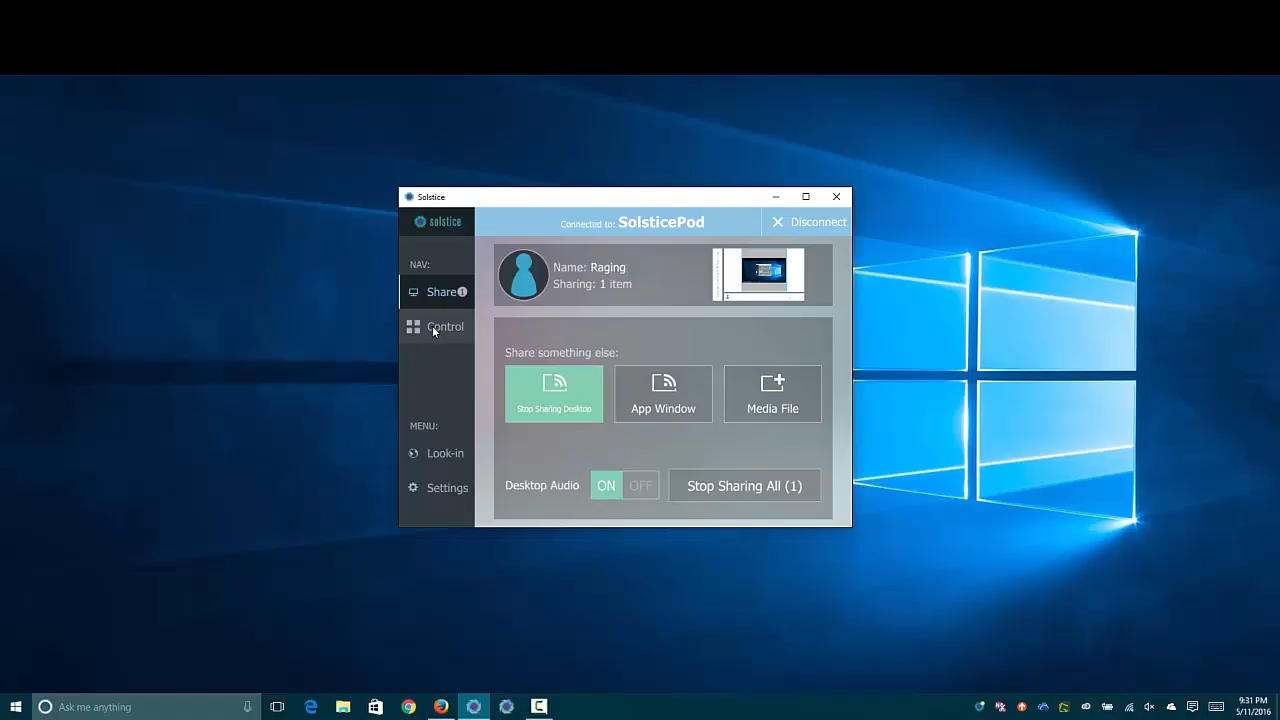 Solstice
solstice
Connected to: SolsticePod
Disconnect
NAV:
Share 1
Control
MENU:
Look-in
Settings
Name: Raging
Sharing: 1 item
Share something else:
Stop Sharing Desktop
App Window
Media File
Desktop Audio
ON
OFF
Stop Sharing All (1)
Ask me anything
9:31 PM
5/11/2016